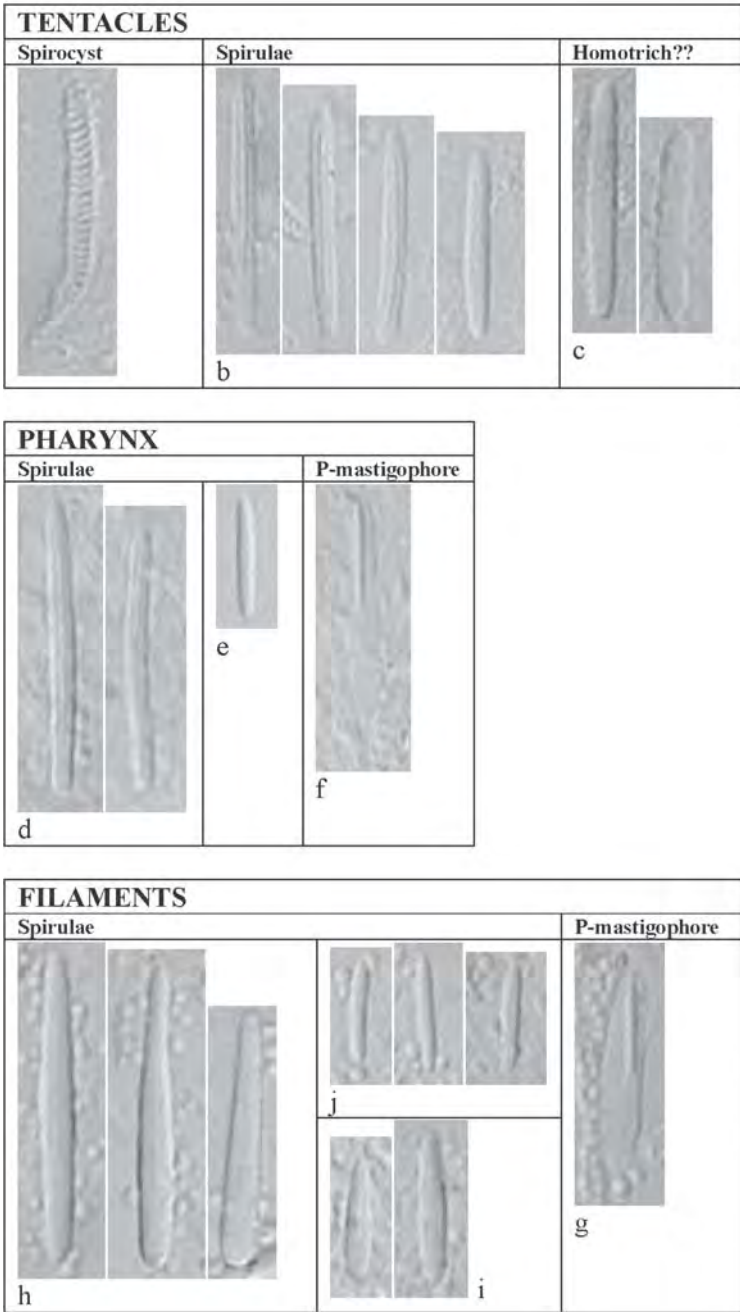 TENTACLES
Spirocyst Spirulae Homotrich??
b
c
PHARYNX
Spirulae P-mastigophore
e
f
d
FILAMENTS
Spirulae P-mastigophore
j
g
i
h